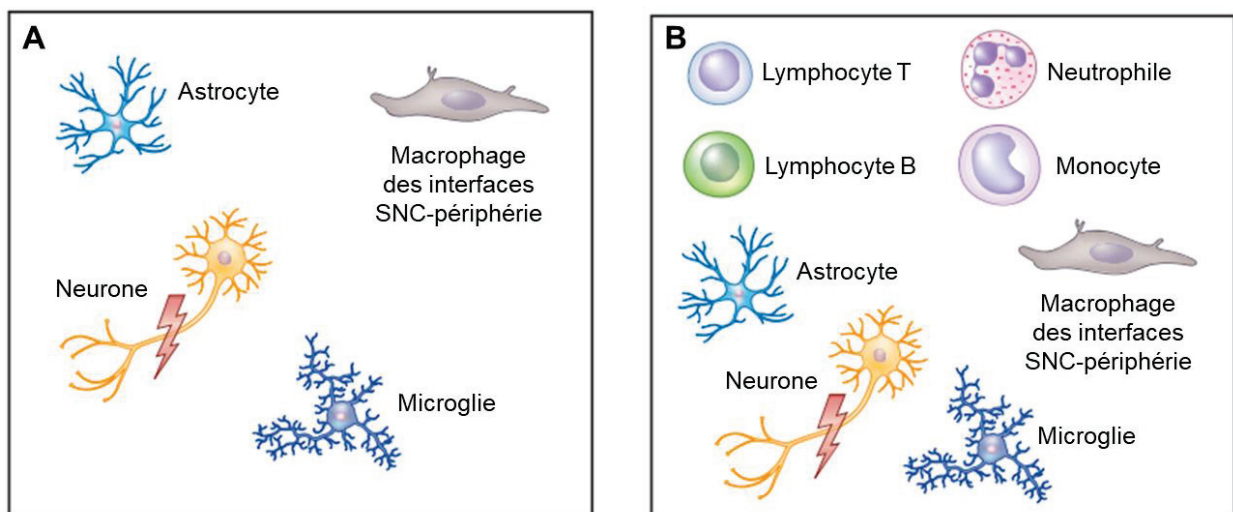 A
Astrocyte
Macrophage
des interfaces
SNC-périphérie
Neurone
Microglie
B
Lymphocyte T
Neutrophile
Lymphocyte B
Monocyte
Astrocyte
Macrophage
des interfaces
SNC-périphérie
Neurone
Microglie